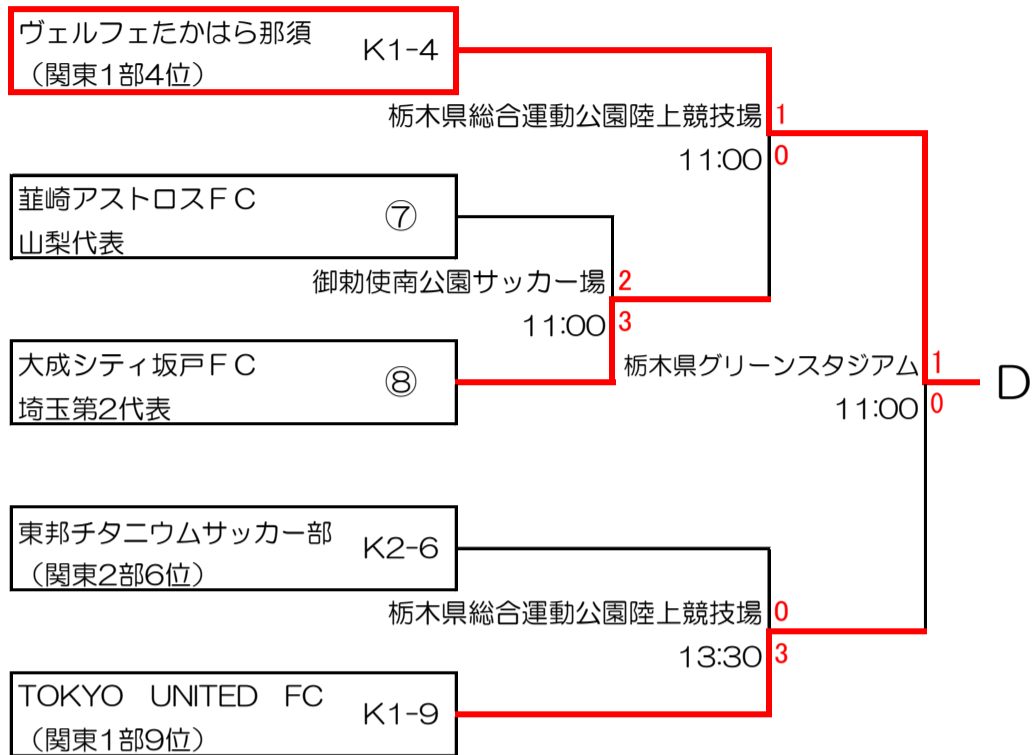 ヴェルフェたかはら那須
（関東1部4位）
K1-4
栃木県総合運動公園陸上競技場 1
11:00 0
韮崎アストロスＦＣ
山梨代表
⑦
御勅使南公園サッカー場 2
11:00 3
大成シティ坂戸ＦＣ
埼玉第2代表
⑧
栃木県グリーンスタジアム 1
11:00 0
D
東邦チタニウムサッカー部
（関東2部6位）
K2-6
栃木県総合運動公園陸上競技場 0
13:30 3
TOKYO　UNITED　FC
（関東1部9位）
K1-9